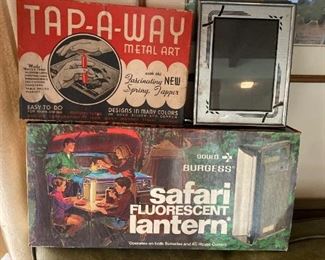 TAP-A-WAY
METAL ART
with the
Fascinating NEW
Spring Tapper
EASY TO DO
DESIGNS IN MANY COLORS
GOULD
BURGESS
safari
FLUORESCENT
lantern
Operates on both Batteries and AC House Current